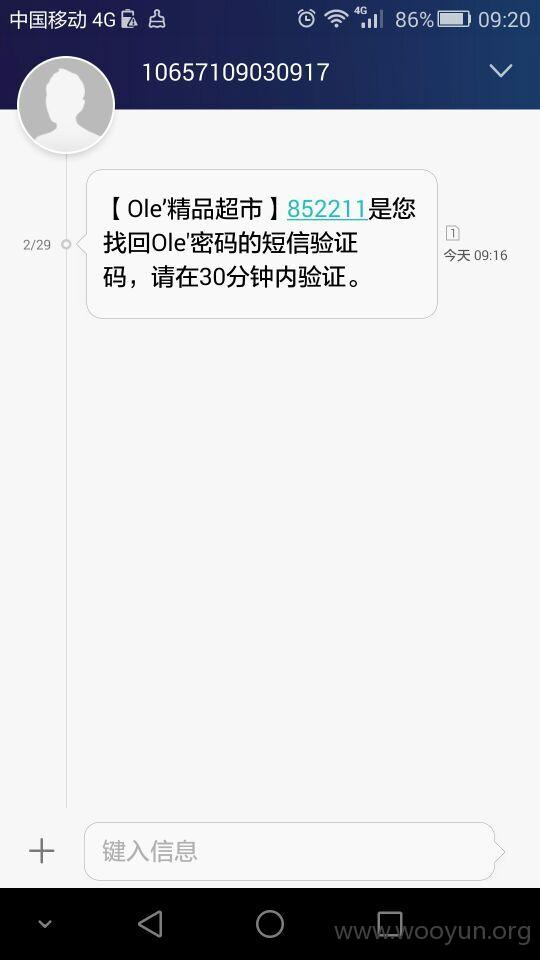 中国移动 4G 4G 86% 09:20
10657109030917
【Ole'精品超市】852211是您
找回Ole'密码的短信验证
码，请在30分钟内验证。
2/29
1
今天 09:16
键入信息
www.wooyun.org